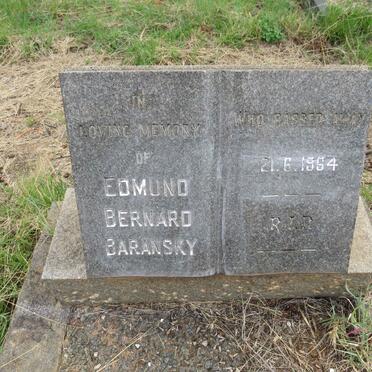 IN
LOVING MEMORY
OF
EDMUND
BERNARD
BARANSKY
WHO PASSED AWAY
21.6.1964
R.I.P.